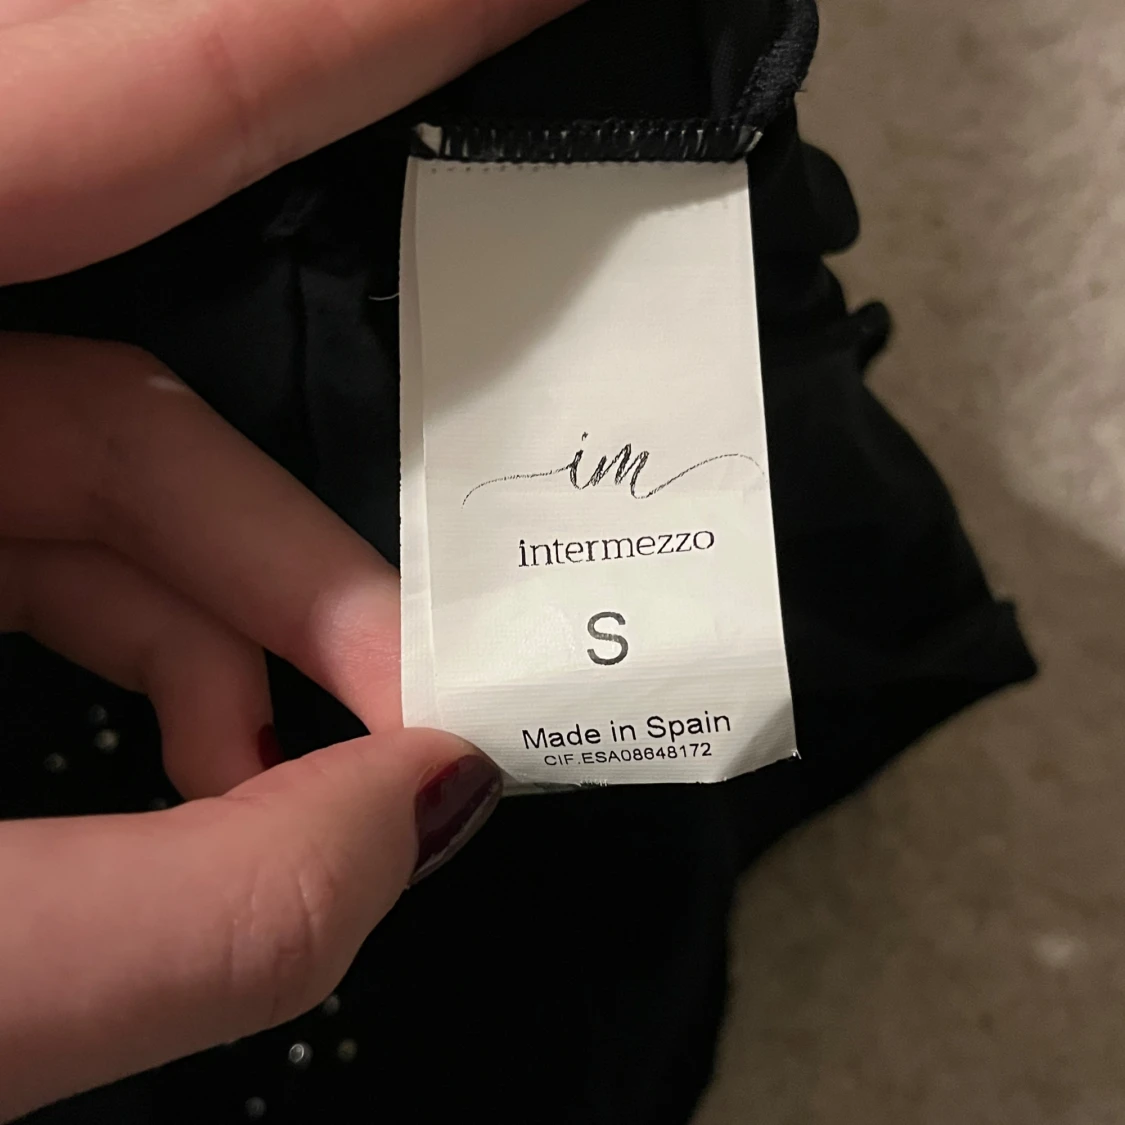 im
intermezzo
S
Made in Spain
CIF.ESA08648172